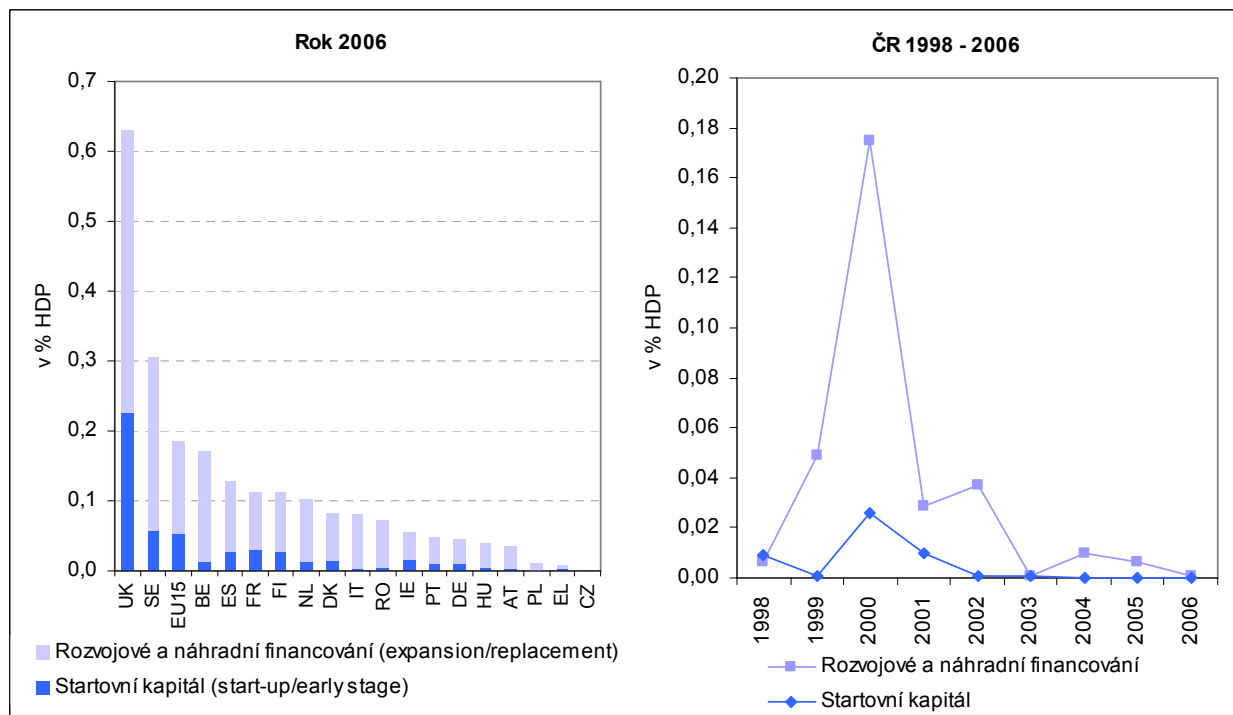 Rok 2006
0,7
0,6
0,5
0,4
0,3
0,2
0,1
0,0
v % HDP
UK
SE
EU15
BE
ES
FR
FI
NL
DK
IT
RO
IE
PT
DE
HU
AT
PL
EL
CZ
Rozvojové a náhradní financování (expansion/replacement)
Startovní kapitál (start-up/early stage)
ČR 1998 - 2006
0,20
0,18
0,16
0,14
0,12
0,10
0,08
0,06
0,04
0,02
0,00
v % HDP
1998
1999
2000
2001
2002
2003
2004
2005
2006
Rozvojové a náhradní financování
Startovní kapitál